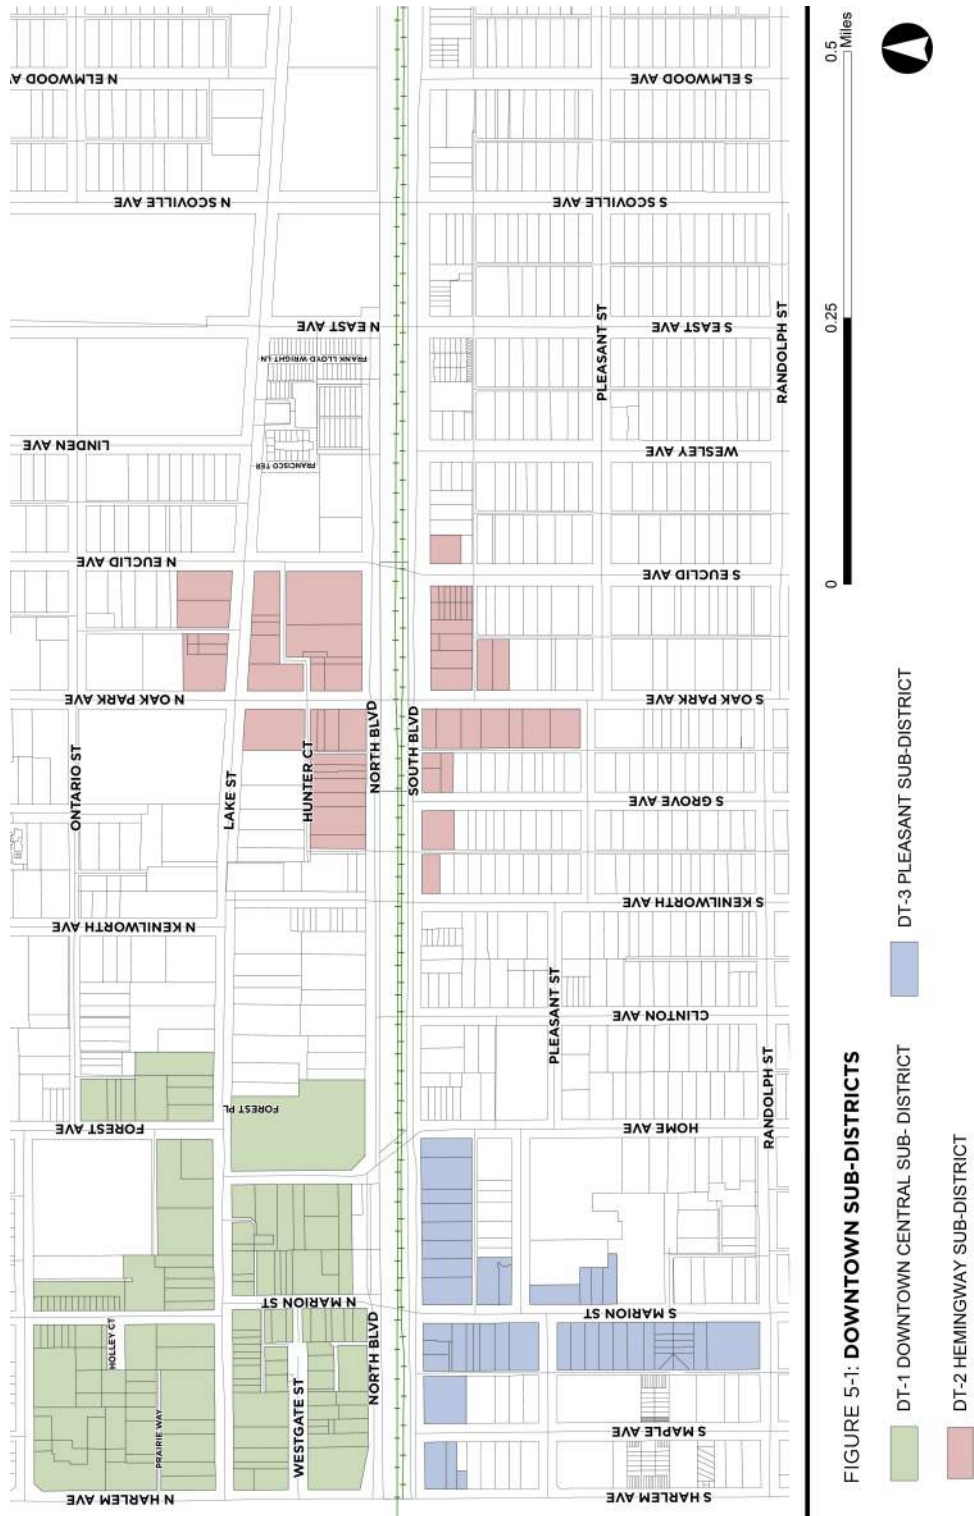 N HARLEM AVE
PRAIRIE WAY
HOLLEY CT
FOREST AVE
ONTARIO ST
N KENILWORTH AVE
N OAK PARK AVE
N EUCLID AVE
LINDEN AVE
N SCOVILLE AVE
N ELMWOOD AV
LAKE ST
FOREST PL
FRANCISCO TER
FRANK LLOYD WRIGHT LN
N EAST AVE
WESTGATE ST
N MARION ST
HUNTER CT
NORTH BLVD
NORTH BLVD
SOUTH BLVD
PLEASANT ST
PLEASANT ST
S HARLEM AVE
S MAPLE AVE
S MARION ST
HOME AVE
CLINTON AVE
S KENILWORTH AVE
S GROVE AVE
S OAK PARK AVE
S EUCLID AVE
WESLEY AVE
S EAST AVE
S SCOVILLE AVE
S ELMWOOD AVE
RANDOLPH ST
RANDOLPH ST
FIGURE 5-1: DOWNTOWN SUB-DISTRICTS
0 0.25 0.5
Miles
DT-1 DOWNTOWN CENTRAL SUB- DISTRICT
DT-3 PLEASANT SUB-DISTRICT
DT-2 HEMINGWAY SUB-DISTRICT